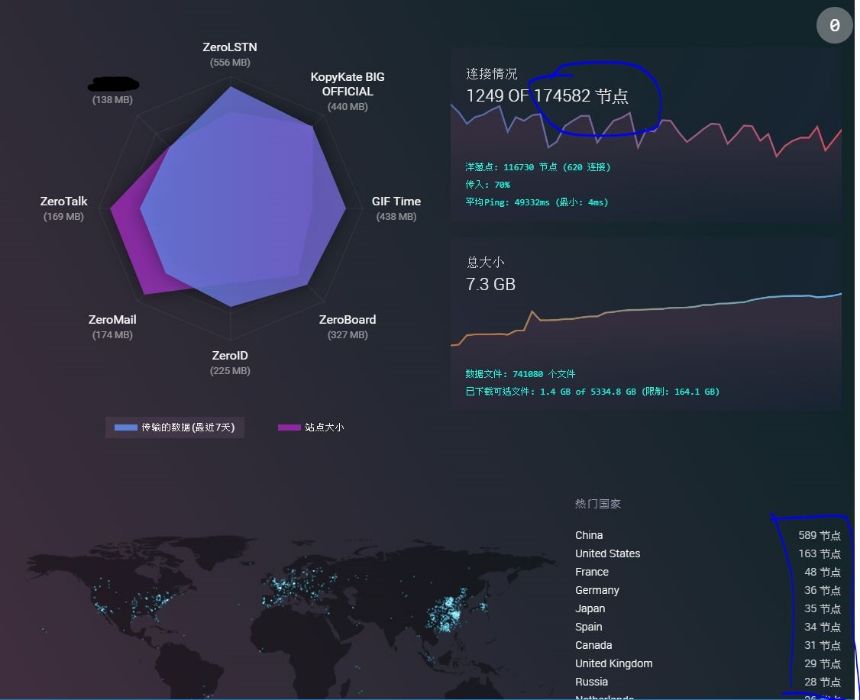 0
ZeroLSTN
(556 MB)
KopyKate BIG
OFFICIAL
(440 MB)
(138 MB)
ZeroTalk
(169 MB)
GIF Time
(438 MB)
ZeroMail
(174 MB)
ZeroBoard
(327 MB)
ZeroID
(225 MB)
传输的数据(最近7天)
站点大小
连接情况
1249 OF 174582 节点
洋葱点: 116730 节点 (620 连接)
传入: 70%
平均Ping: 49332ms (最小: 4ms)
总大小
7.3 GB
数据文件: 741080 个文件
已下载可选文件: 1.4 GB of 5334.8 GB (限制: 164.1 GB)
热门国家
China 589 节点
United States 163 节点
France 48 节点
Germany 36 节点
Japan 35 节点
Spain 34 节点
Canada 31 节点
United Kingdom 29 节点
Russia 28 节点
Netherlands 26 节点